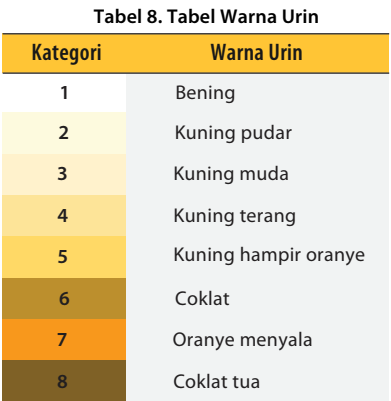 Tabel 8. Tabel Warna Urin
Kategori Warna Urin
1 Bening
2 Kuning pudar
3 Kuning muda
4 Kuning terang
5 Kuning hampir oranye
6 Coklat
7 Oranye menyala
8 Coklat tua